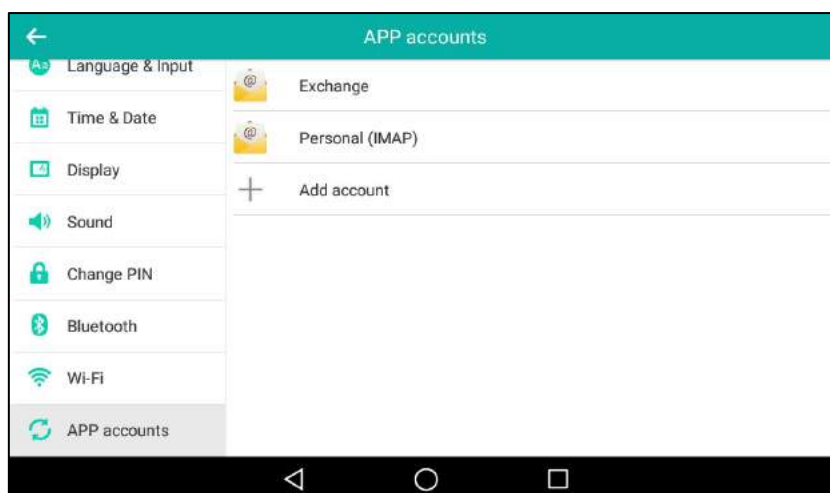 APP accounts
Language & Input
Time & Date
Display
Sound
Change PIN
Bluetooth
Wi-Fi
APP accounts
Exchange
Personal (IMAP)
Add account